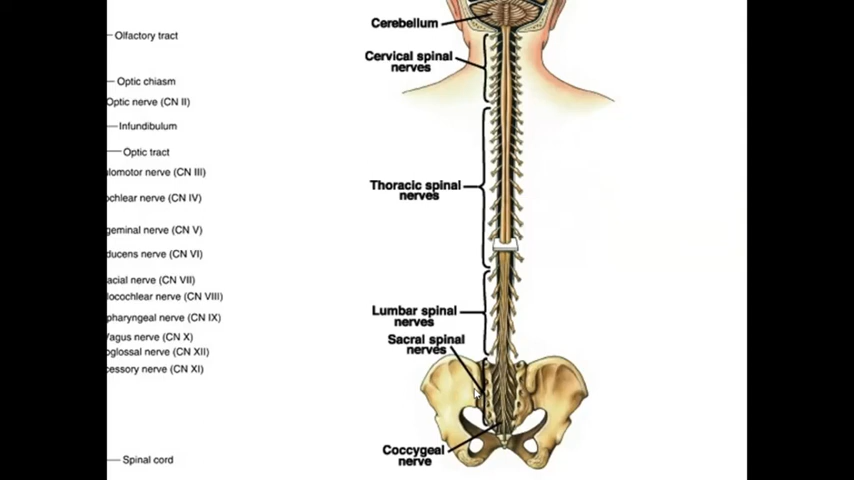 Olfactory tract
Optic chiasm
Optic nerve (CN II)
Infundibulum
Optic tract
lomotor nerve (CN III)
ochlear nerve (CN IV)
geminal nerve (CN V)
ducens nerve (CN VI)
acial nerve (CN VII)
locochlear nerve (CN VIII)
pharyngeal nerve (CN IX)
Vagus nerve (CN X)
oglossal nerve (CN XII)
cessory nerve (CN XI)
Spinal cord
Cerebellum
Cervical spinal
nerves
Thoracic spinal
nerves
Lumbar spinal
nerves
Sacral spinal
nerves
Coccygeal
nerve